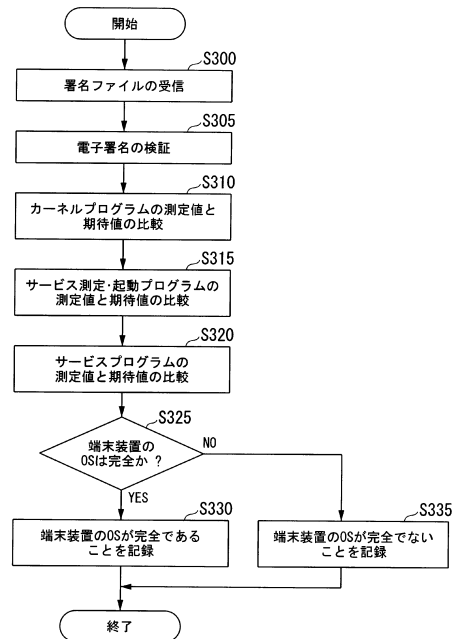 開始
S300
署名ファイルの受信
S305
電子署名の検証
S310
カーネルプログラムの測定値と
期待値の比較
S315
サービス測定・起動プログラムの
測定値と期待値の比較
S320
サービスプログラムの
測定値と期待値の比較
S325
端末装置の
OSは完全か ?
NO
YES
S330
端末装置のOSが完全である
ことを記録
S335
端末装置のOSが完全でない
ことを記録
終了